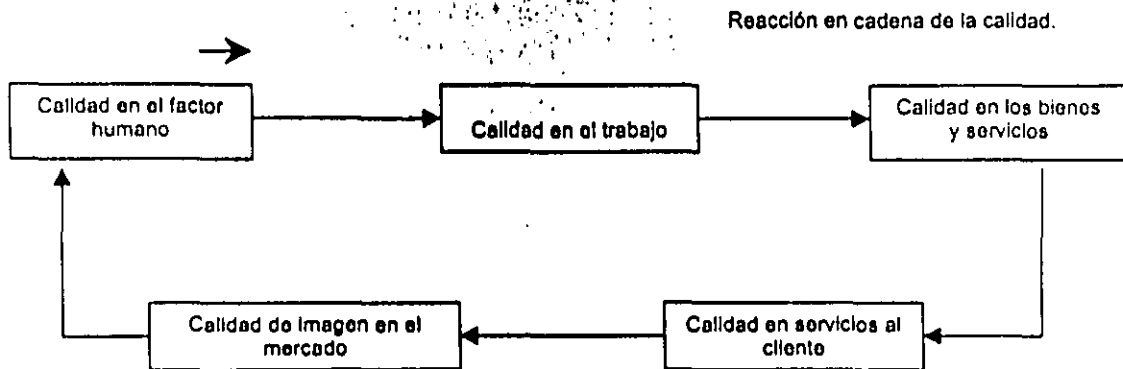 Reacción en cadena de la calidad.
Calidad en el factor
humano
Calidad en el trabajo
Calidad en los bienes
y servicios
Calidad de Imagen en el
mercado
Calidad en servicios al
cliente